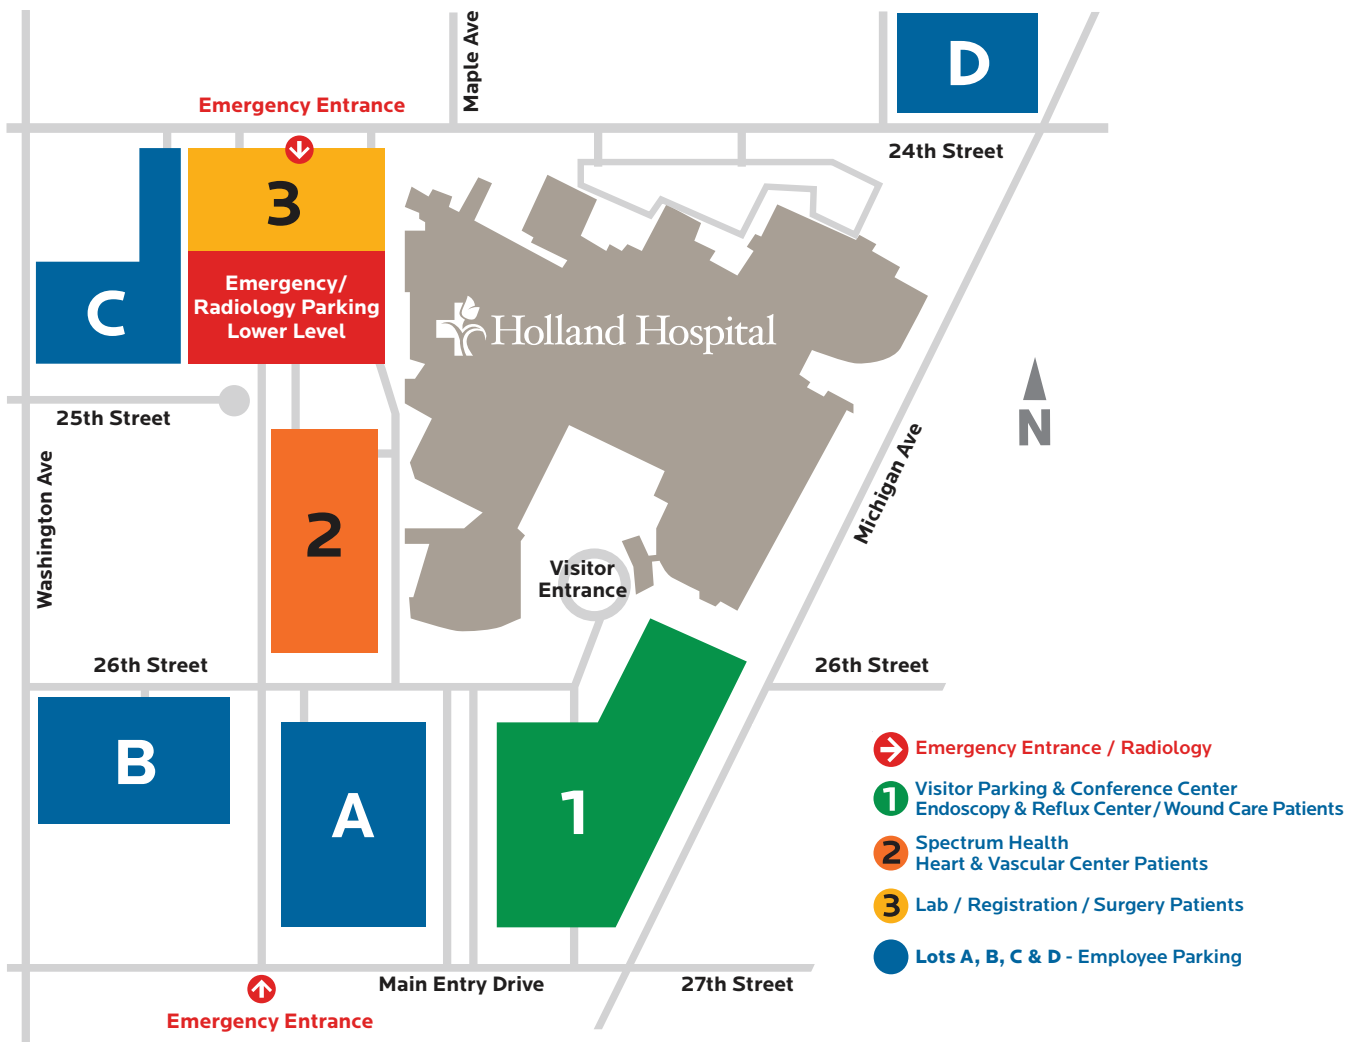 Maple Ave
D
Emergency Entrance
24th Street
3
Emergency/
Radiology Parking
Lower Level
C
Holland Hospital
25th Street
N
Washington Ave
Michigan Ave
2
Visitor
Entrance
26th Street
26th Street
B
A
1
Emergency Entrance / Radiology
1
Visitor Parking & Conference Center
Endoscopy & Reflux Center / Wound Care Patients
2
Spectrum Health
Heart & Vascular Center Patients
3
Lab / Registration / Surgery Patients
Lots A, B, C & D - Employee Parking
Main Entry Drive
27th Street
Emergency Entrance